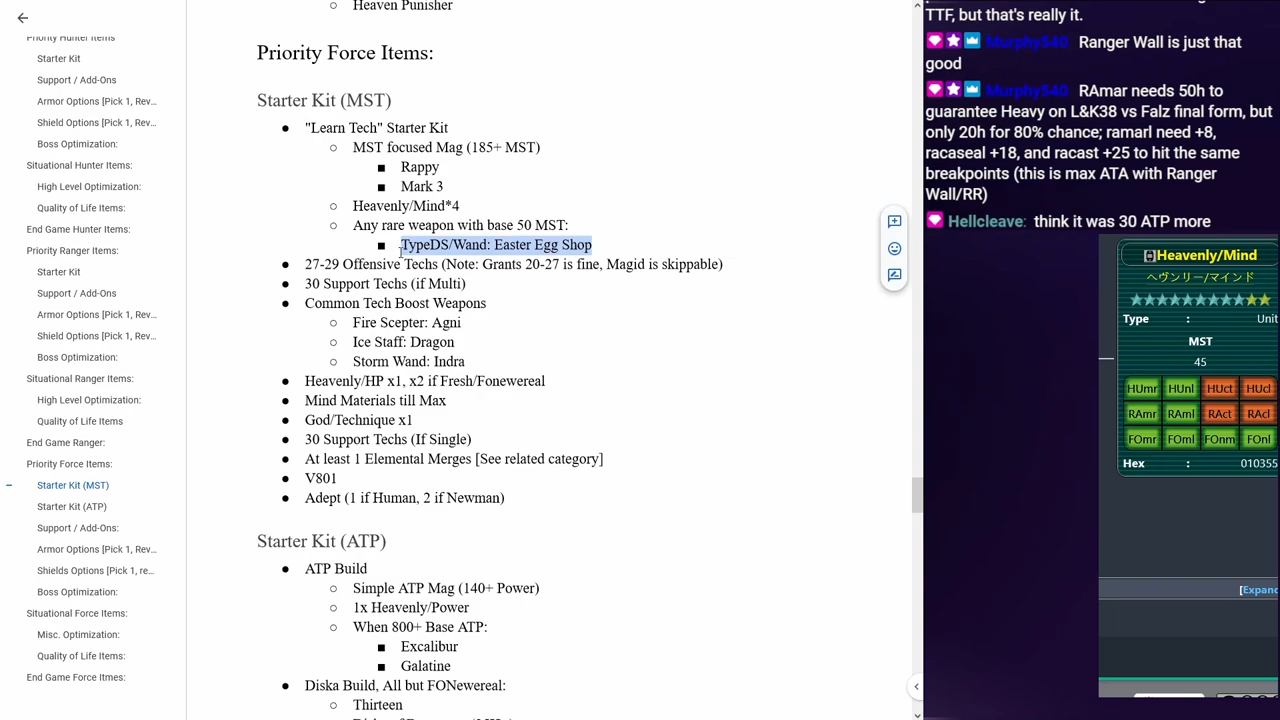 Priority Hunter Items
Starter Kit
Support / Add-Ons
Armor Options [Pick 1, Rev...
Shield Options [Pick 1, Rev...
Boss Optimization:
Situational Hunter Items:
High Level Optimization:
Quality of Life Items:
End Game Hunter Items:
Priority Ranger Items:
Starter Kit
Support / Add-Ons:
Armor Options [Pick 1, Rev...
Shield Options [Pick 1, Rev...
Boss Optimization:
Situational Ranger Items:
High Level Optimization:
Quality of Life Items
End Game Ranger:
Priority Force Items:
Starter Kit (MST)
Starter Kit (ATP)
Support / Add-Ons:
Armor Options [Pick 1, Rev...
Shields Options [Pick 1, re...
Boss Optimization:
Situational Force Items:
Misc. Optimization:
Quality of Life Items:
End Game Force Itmes:
○ Heaven Punisher
Priority Force Items:
Starter Kit (MST)
● "Learn Tech" Starter Kit
○ MST focused Mag (185+ MST)
■ Rappy
■ Mark 3
○ Heavenly/Mind*4
○ Any rare weapon with base 50 MST:
■ TypeDS/Wand: Easter Egg Shop
● 27-29 Offensive Techs (Note: Grants 20-27 is fine, Magid is skippable)
● 30 Support Techs (if Multi)
● Common Tech Boost Weapons
○ Fire Scepter: Agni
○ Ice Staff: Dragon
○ Storm Wand: Indra
● Heavenly/HP x1, x2 if Fresh/Fonewereal
● Mind Materials till Max
● God/Technique x1
● 30 Support Techs (If Single)
● At least 1 Elemental Merges [See related category]
● V801
● Adept (1 if Human, 2 if Newman)
Starter Kit (ATP)
● ATP Build
○ Simple ATP Mag (140+ Power)
○ 1x Heavenly/Power
○ When 800+ Base ATP:
■ Excalibur
■ Galatine
● Diska Build, All but FONewereal:
○ Thirteen
TTF, but that's really it.
Murphy540 Ranger Wall is just that
good
Murphy540 RAmar needs 50h to
guarantee Heavy on L&K38 vs Falz final form, but
only 20h for 80% chance; ramarl need +8,
racaseal +18, and racast +25 to hit the same
breakpoints (this is max ATA with Ranger
Wall/RR)
Hellcleave: think it was 30 ATP more
Heavenly/Mind
ヘヴンリー/マインド
★★★★★★★★★★★
Type : Unit
MST
45
HUmr HUnl HUct HUcl
RAmr RAml RAct RAcl
FOmr FOml FOnm FOnl
Hex : 010355
[Expand